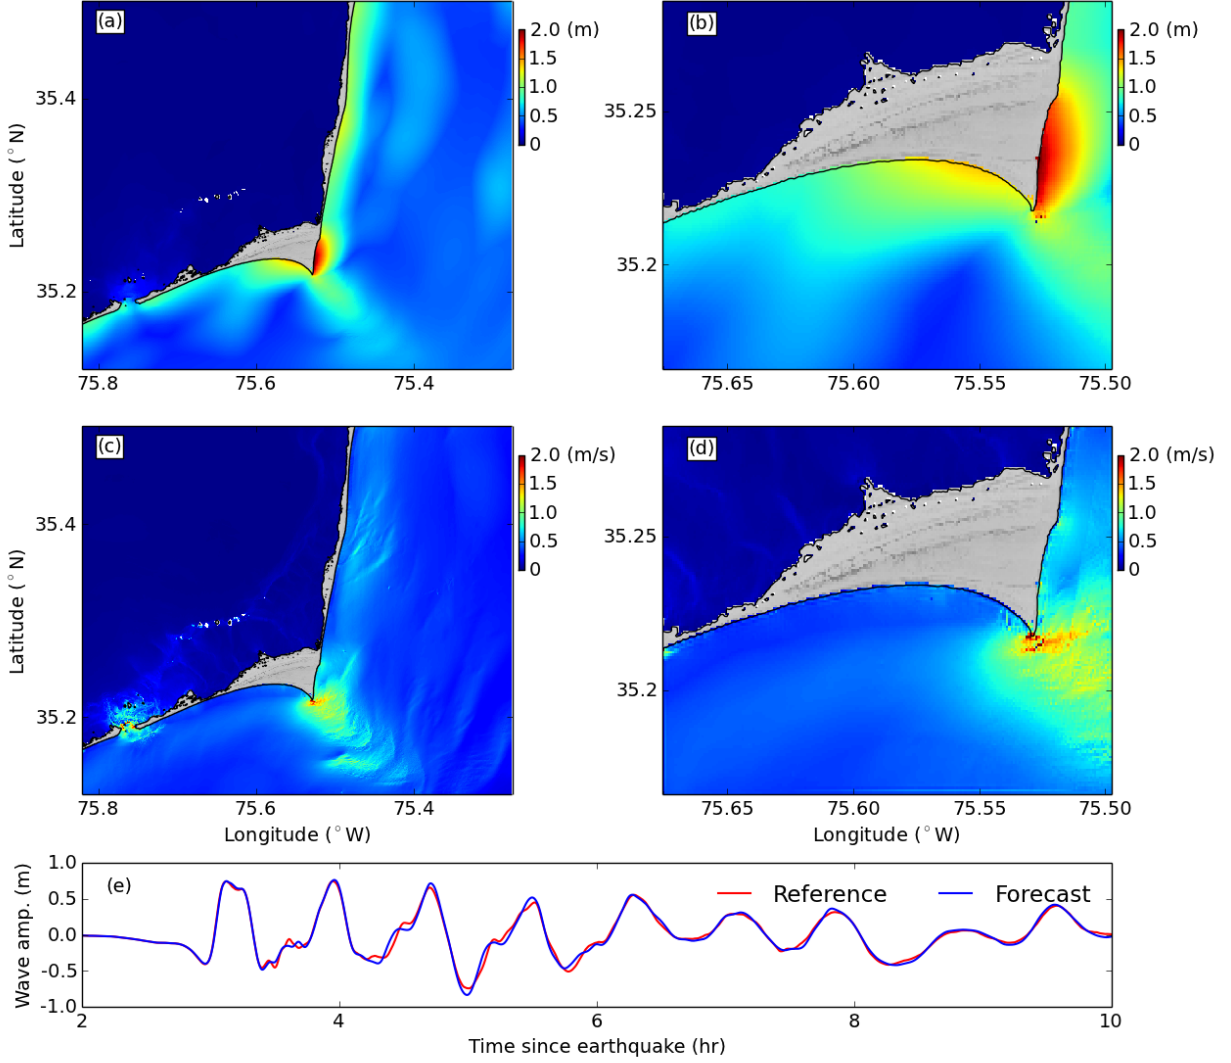 (a)
2.0 (m)
1.5
1.0
0.5
0
35.4
35.2
Latitude (°N)
75.8
75.6
75.4
(b)
2.0 (m)
1.5
1.0
0.5
0
35.25
35.2
75.65
75.60
75.55
75.50
(c)
2.0 (m/s)
1.5
1.0
0.5
0
35.4
35.2
Latitude (°N)
75.8
75.6
75.4
Longitude (°W)
(d)
2.0 (m/s)
1.5
1.0
0.5
0
35.25
35.2
75.65
75.60
75.55
75.50
Longitude (°W)
(e)
Reference
Forecast
1.0
0.5
0.0
-0.5
-1.0
Wave amp. (m)
2
4
6
8
10
Time since earthquake (hr)